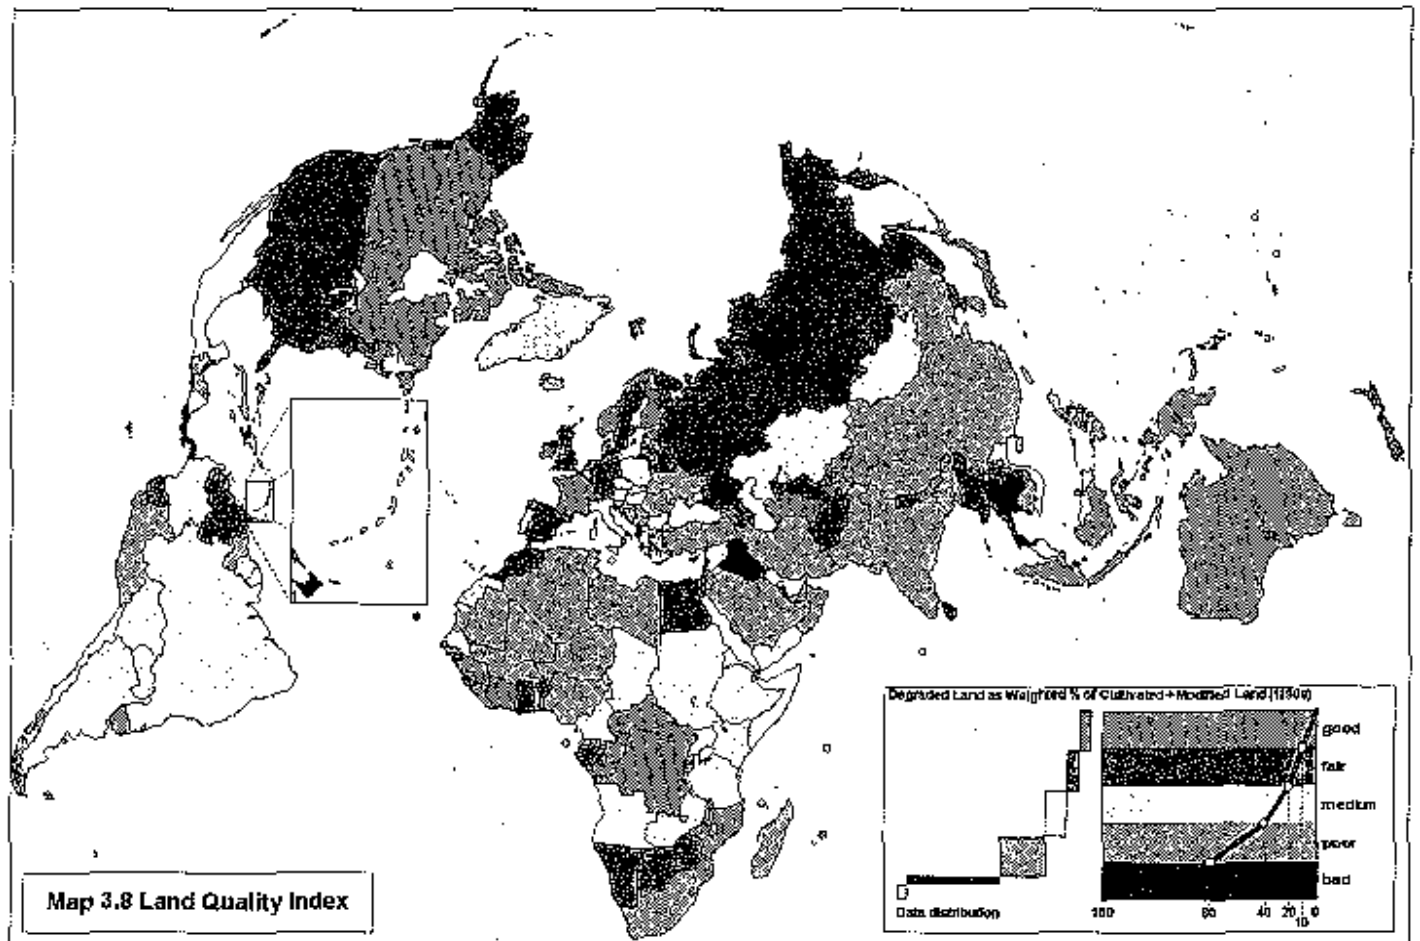 Degraded Land as Weighted % of Cultivated + Modified Land (1990s)
good
fair
medium
poor
bad
Data distribution
100 80 40 20 10 0
Map 3.8 Land Quality Index